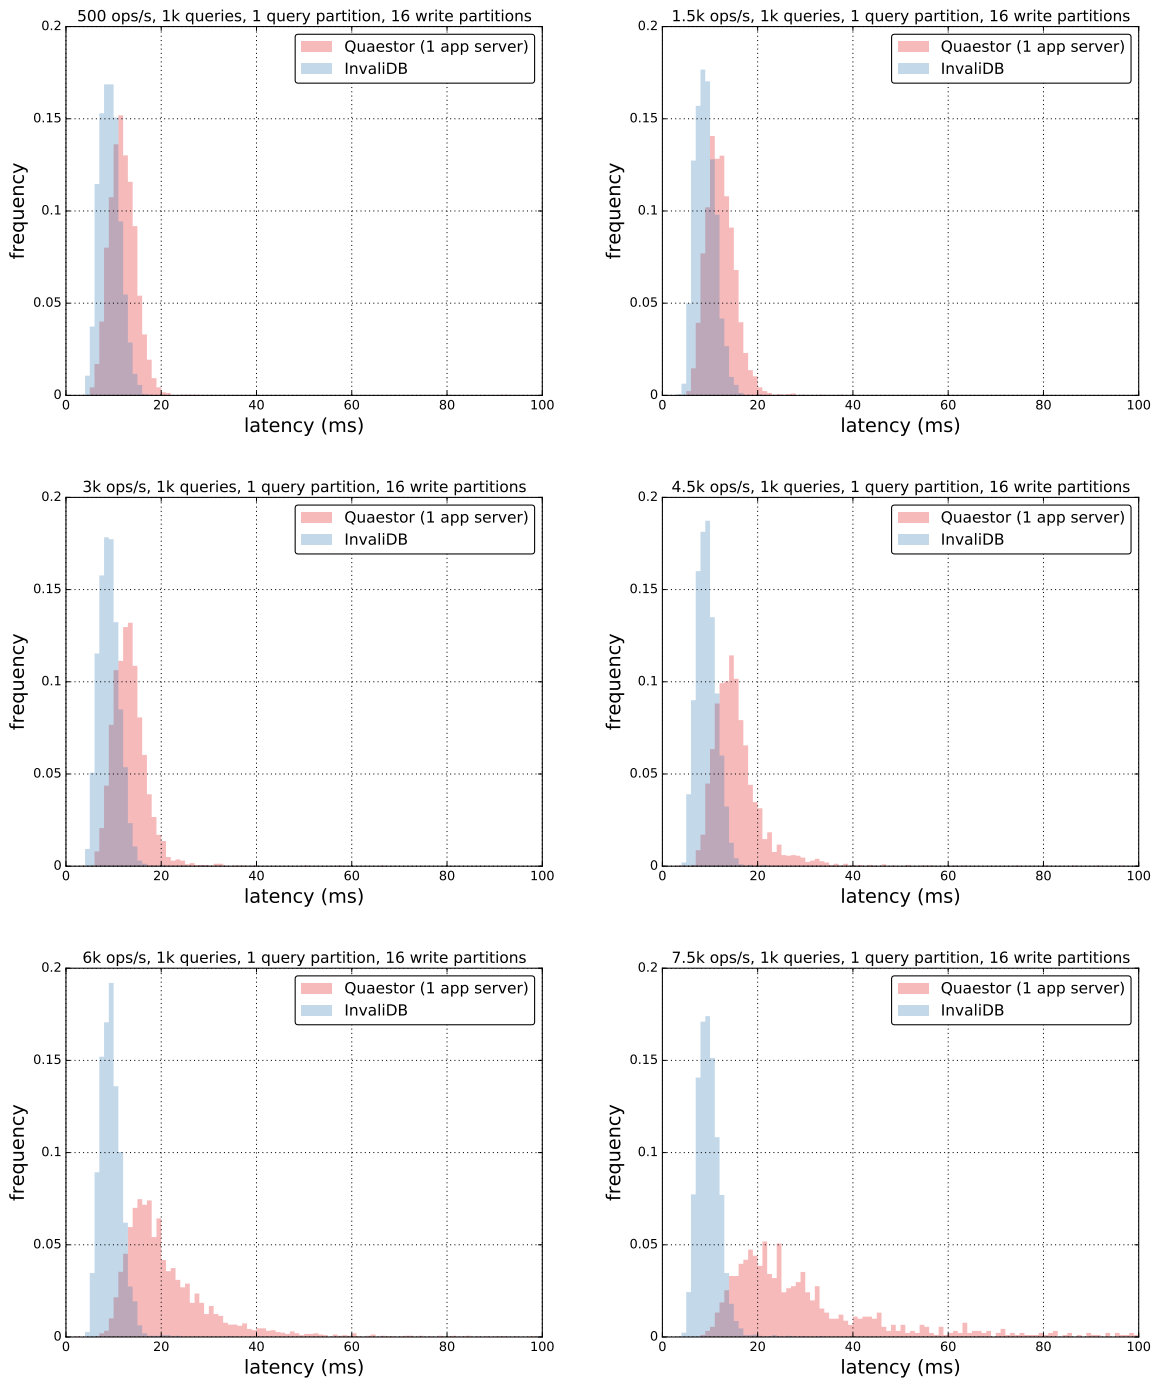 500 ops/s, 1k queries, 1 query partition, 16 write partitions
0.2
0.15
0.1
0.05
0
frequency
Quaestor (1 app server)
InvaliDB
0 20 40 60 80 100
latency (ms)
1.5k ops/s, 1k queries, 1 query partition, 16 write partitions
0.2
0.15
0.1
0.05
0
frequency
Quaestor (1 app server)
InvaliDB
0 20 40 60 80 100
latency (ms)
3k ops/s, 1k queries, 1 query partition, 16 write partitions
0.2
0.15
0.1
0.05
0
frequency
Quaestor (1 app server)
InvaliDB
0 20 40 60 80 100
latency (ms)
4.5k ops/s, 1k queries, 1 query partition, 16 write partitions
0.2
0.15
0.1
0.05
0
frequency
Quaestor (1 app server)
InvaliDB
0 20 40 60 80 100
latency (ms)
6k ops/s, 1k queries, 1 query partition, 16 write partitions
0.2
0.15
0.1
0.05
0
frequency
Quaestor (1 app server)
InvaliDB
0 20 40 60 80 100
latency (ms)
7.5k ops/s, 1k queries, 1 query partition, 16 write partitions
0.2
0.15
0.1
0.05
0
frequency
Quaestor (1 app server)
InvaliDB
0 20 40 60 80 100
latency (ms)